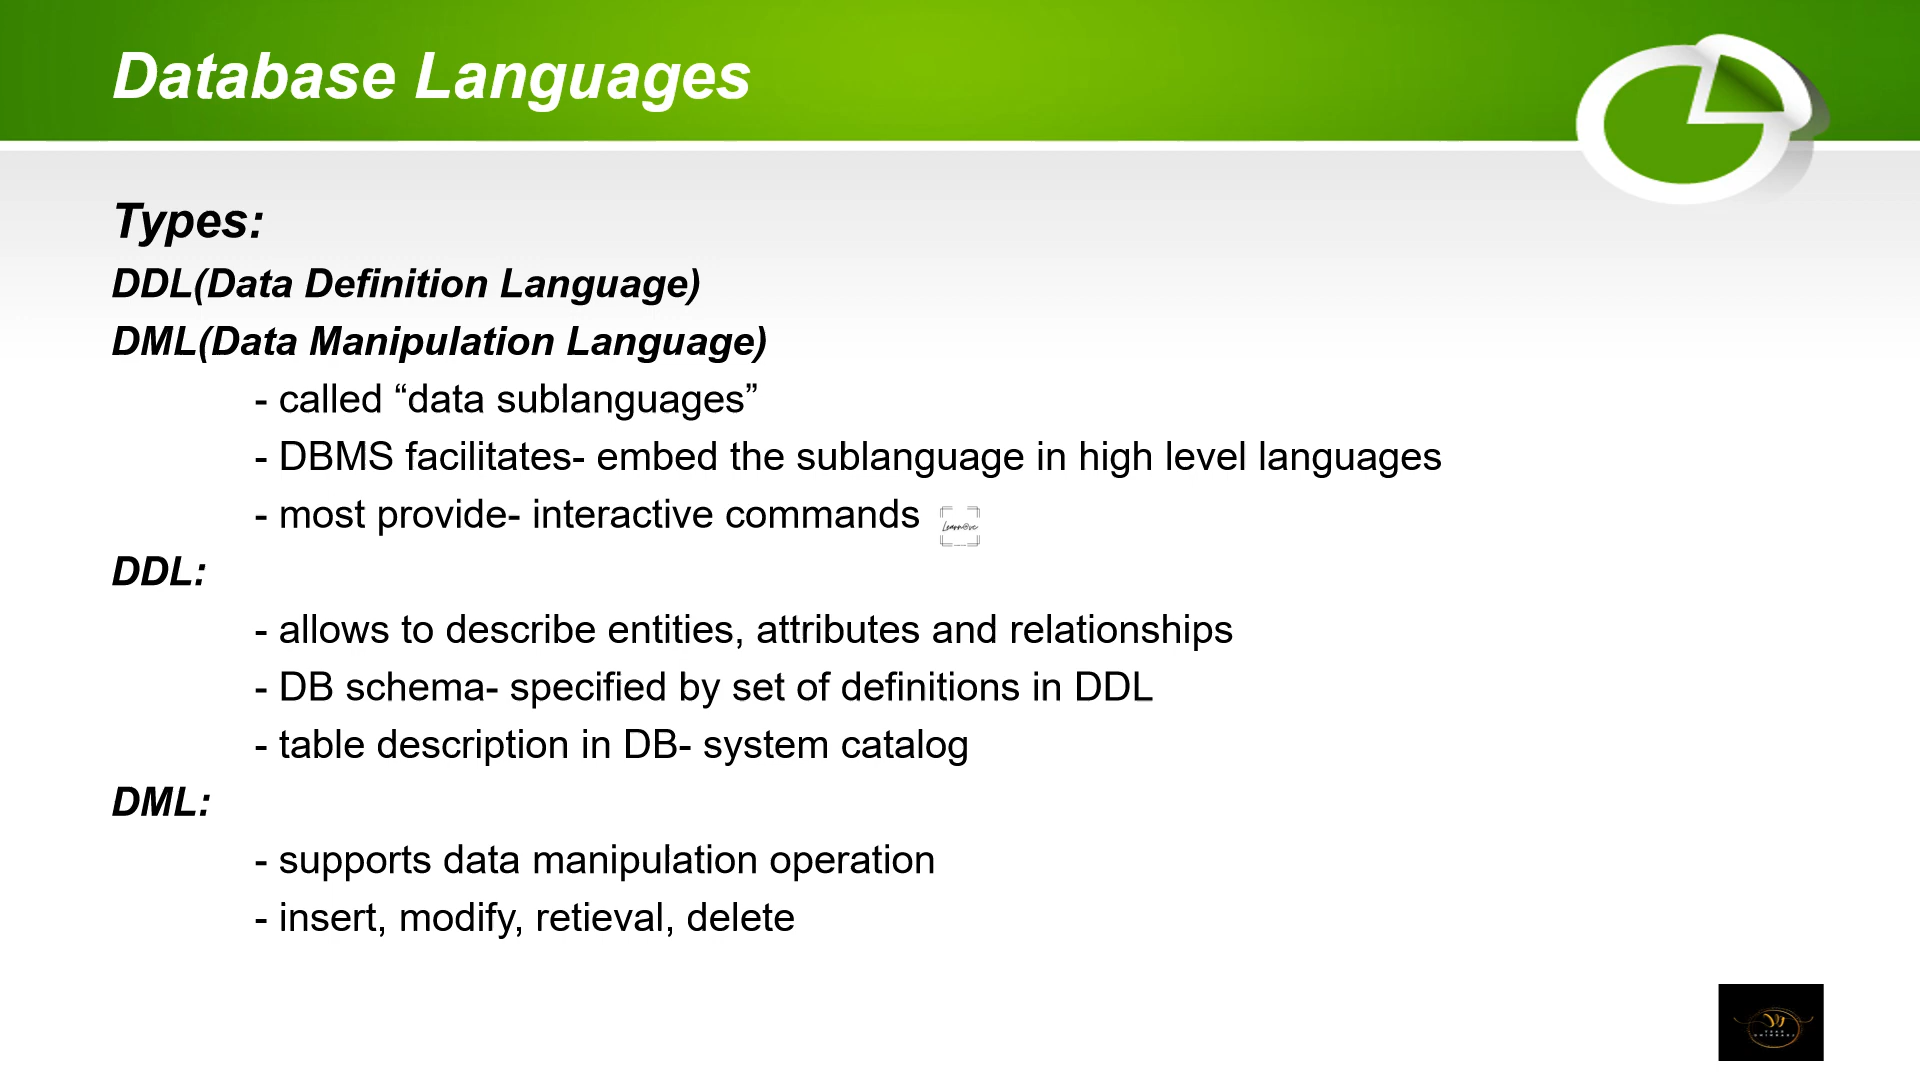 Database Languages
Types:
DDL(Data Definition Language)
DML(Data Manipulation Language)
- called “data sublanguages”
- DBMS facilitates- embed the sublanguage in high level languages
- most provide- interactive commands
Learn@vc
DDL:
- allows to describe entities, attributes and relationships
- DB schema- specified by set of definitions in DDL
- table description in DB- system catalog
DML:
- supports data manipulation operation
- insert, modify, retieval, delete